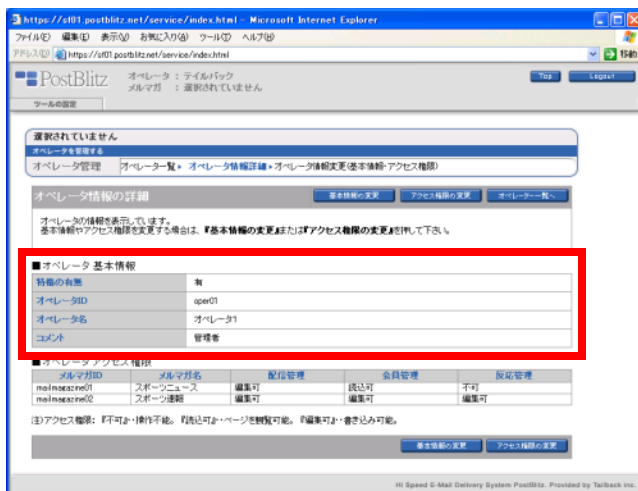 https://sf01.postblitz.net/service/index.html - Microsoft Internet Explorer
ファイル(F) 編集(E) 表示(V) お気に入り(A) ツール(T) ヘルプ(H)
アドレス(D) https://sf01.postblitz.net/service/index.html 移動
PostBlitz オペレータ : テイルバック Top Logout
メルマガ : 選択されていません
ツールの設定
選択されていません
オペレータを管理する
オペレータ管理 オペレーター覧▶ オペレータ情報詳細▶オペレータ情報変更(基本情報・アクセス権限)
オペレータ情報の詳細 基本情報の変更 アクセス権限の変更 オペレーター一覧へ
オペレータの情報を表示しています。
基本情報やアクセス権限を変更する場合は、『基本情報の変更』または『アクセス権限の変更』を押して下さい。
■オペレータ 基本情報
特権の有無 有
オペレータID oper01
オペレータ名 オペレータ1
コメント 管理者
■オペレータ アクセス権限
メルマガID メルマガ名 配信管理 会員管理 反応管理
mailmagazine01 スポーツニュース 編集可 読込可 不可
mailmagazine02 スポーツ速報 編集可 編集可 編集可
注)アクセス権限: 『不可』・・操作不能。『読込可』・・ページを観覧可能。『編集可』・・書き込み可能。
基本情報の変更 アクセス権限の変更
Hi Speed E-Mail Delivery System PostBlitz. Provided by Tailback inc.